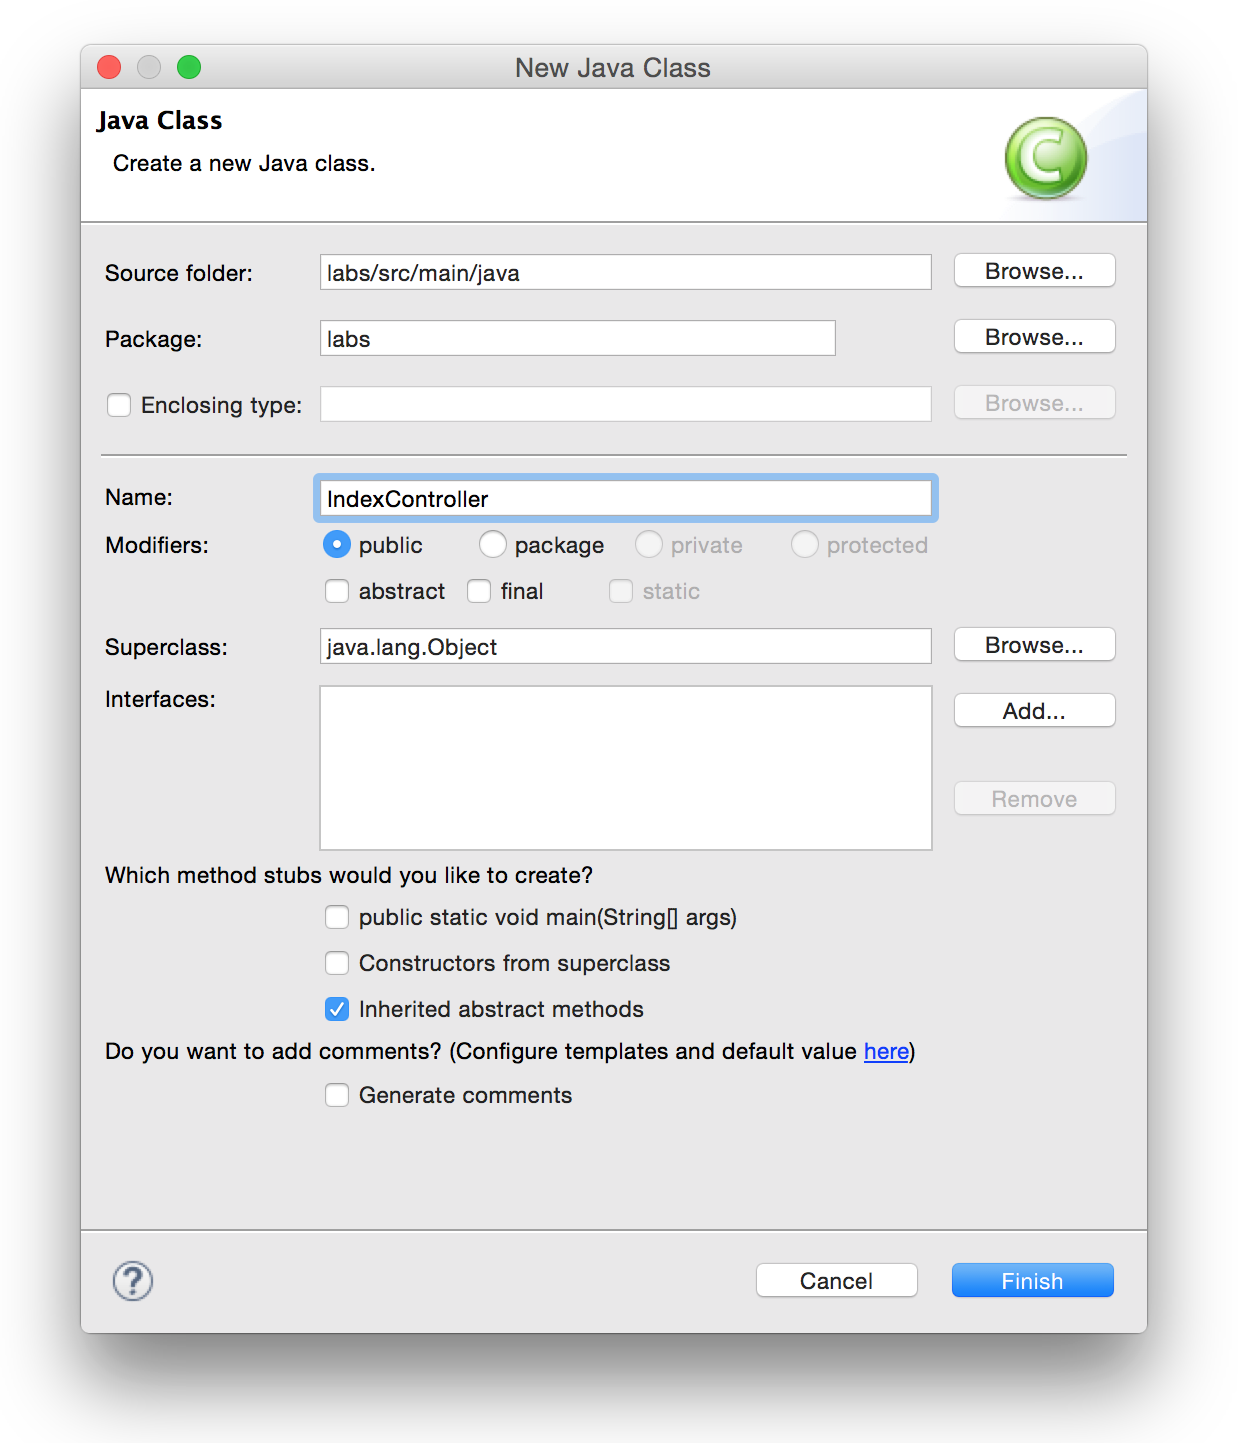 New Java Class
Java Class
Create a new Java class.
C
Source folder: labs/src/main/java Browse...
Package: labs Browse...
Enclosing type: Browse...
Name: IndexController
Modifiers: public package private protected
abstract final static
Superclass: java.lang.Object Browse...
Interfaces: Add...
Remove
Which method stubs would you like to create?
public static void main(String[] args)
Constructors from superclass
Inherited abstract methods
Do you want to add comments? (Configure templates and default value here)
Generate comments
? Cancel Finish